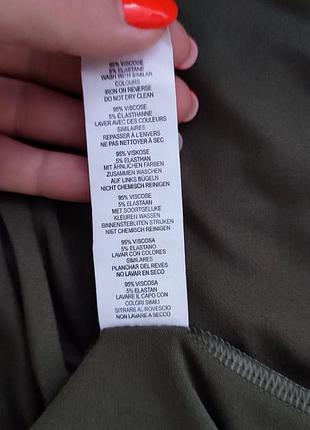 95% VISCOSE
5% ELASTANE
WASH WITH SIMILAR
COLOURS
IRON ON REVERSE
DO NOT DRY CLEAN
95% VISCOSE
5% ÉLASTHANNE
LAVER AVEC DES COULEURS
SIMILAIRES
REPASSER À L'ENVERS
NE PAS NETTOYER À SEC
95% VISKOSE
5% ELASTHAN
MIT ÄHNLICHEN FARBEN
ZUSAMMEN WASCHEN
AUF LINKS BÜGELN
NICHT CHEMISCH REINIGEN
95% VISCOSE
5% ELASTAAN
MET SOORTGELIJKE
KLEUREN WASSEN
BINNENSTEBUITEN STRIJKEN
NIET CHEMISCH REINIGEN
95% VISCOSA
5% ELASTANO
LAVAR CON COLORES
SIMILARES
PLANCHAR DEL REVÉS
NO LAVAR EN SECO
95% VISCOSA
5% ELASTAN
LAVARE IL CAPO CON
COLORI SIMILI
STIRARE AL ROVESCIO
NON LAVARE A SECCO